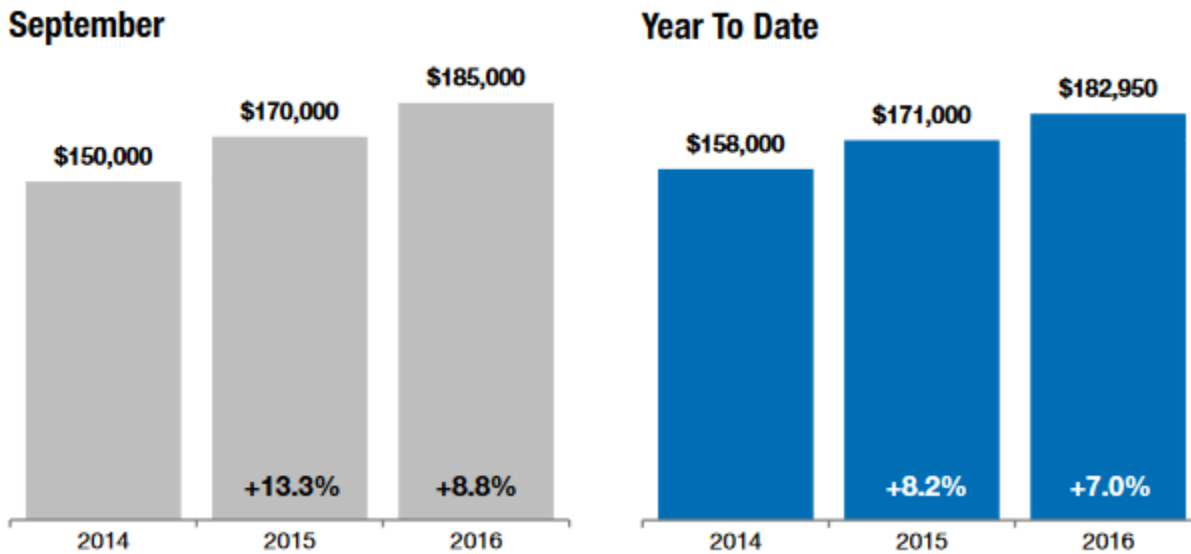 September
$150,000
$170,000
$185,000
+13.3%
+8.8%
2014 2015 2016
Year To Date
$158,000
$171,000
$182,950
+8.2%
+7.0%
2014 2015 2016